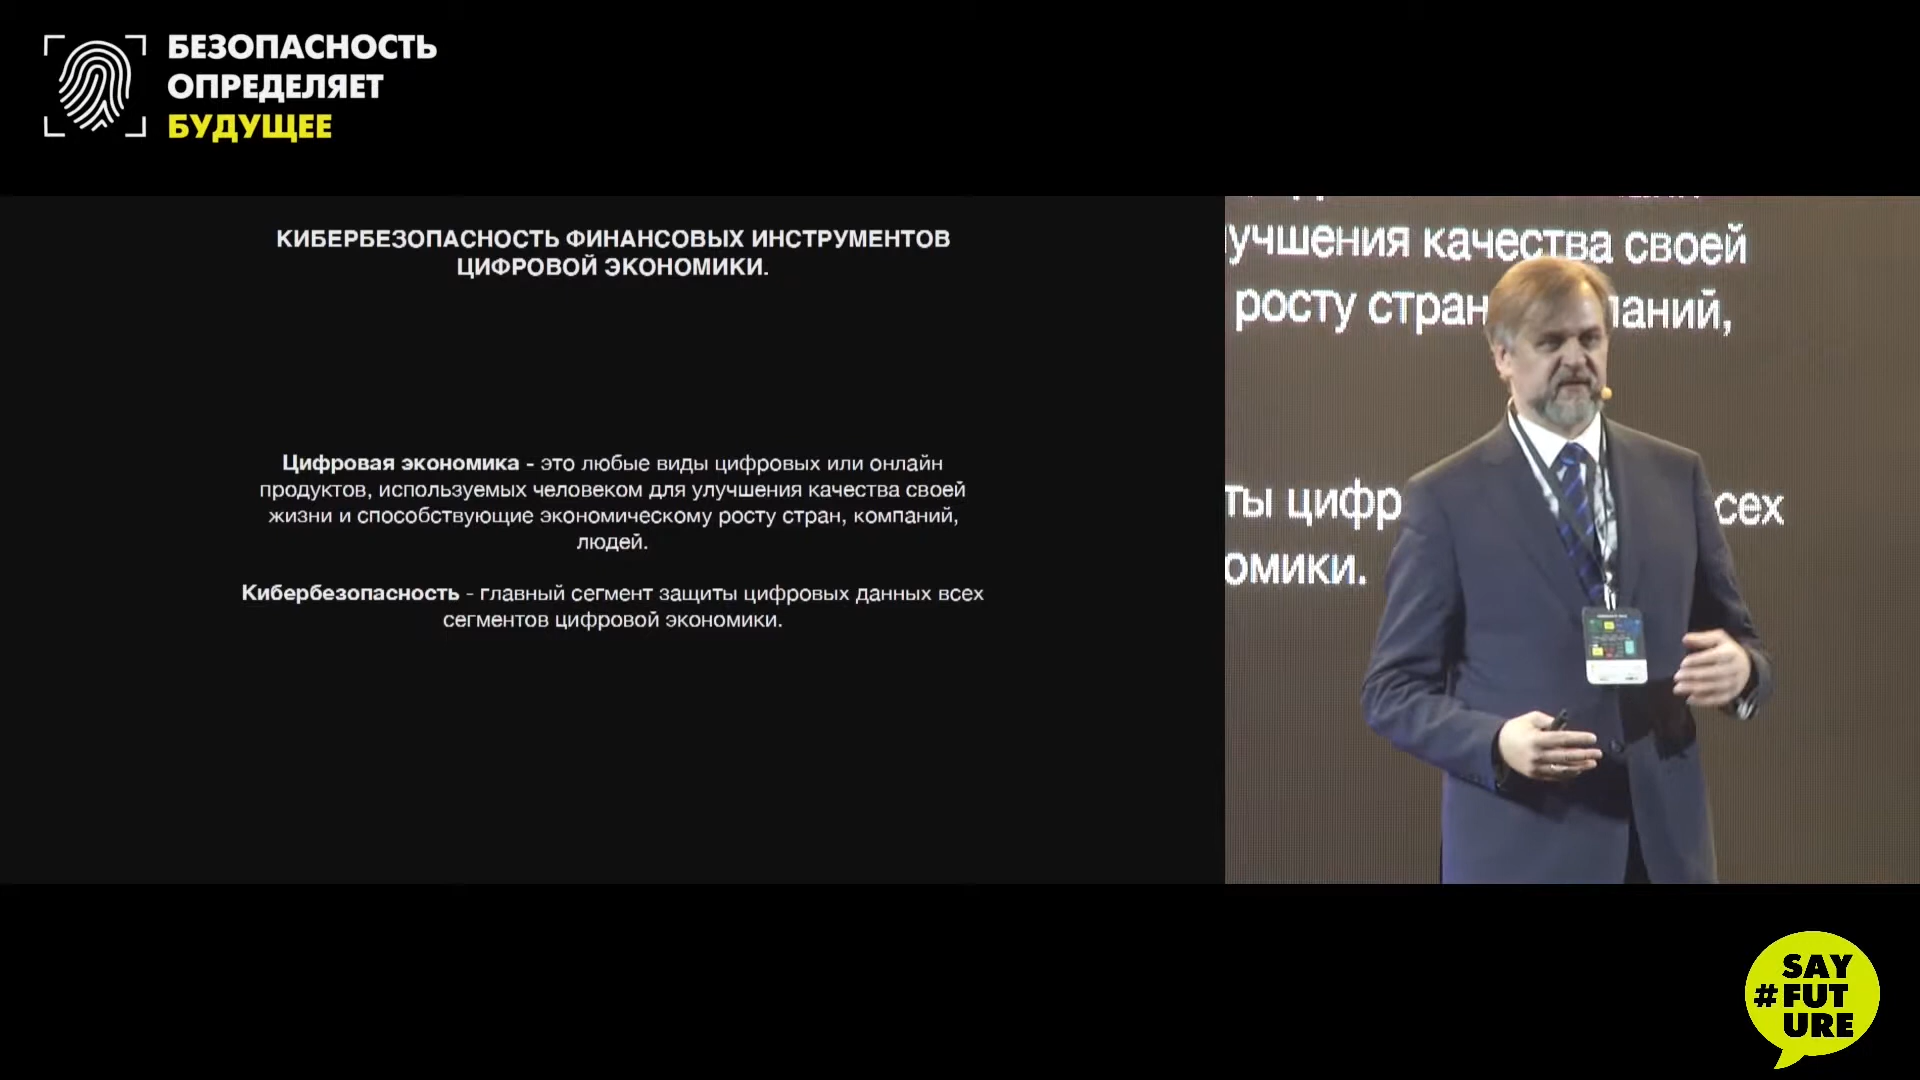 БЕЗОПАСНОСТЬ
ОПРЕДЕЛЯЕТ
БУДУЩЕЕ
КИБЕРБЕЗОПАСНОСТЬ ФИНАНСОВЫХ ИНСТРУМЕНТОВ
ЦИФРОВОЙ ЭКОНОМИКИ.
Цифровая экономика - это любые виды цифровых или онлайн
продуктов, используемых человеком для улучшения качества своей
жизни и способствующие экономическому росту стран, компаний,
людей.
Кибербезопасность - главный сегмент защиты цифровых данных всех
сегментов цифровой экономики.
учшения качества своей
росту стран паний,
ты цифр сех
омики.
SAY
#FUT
URE